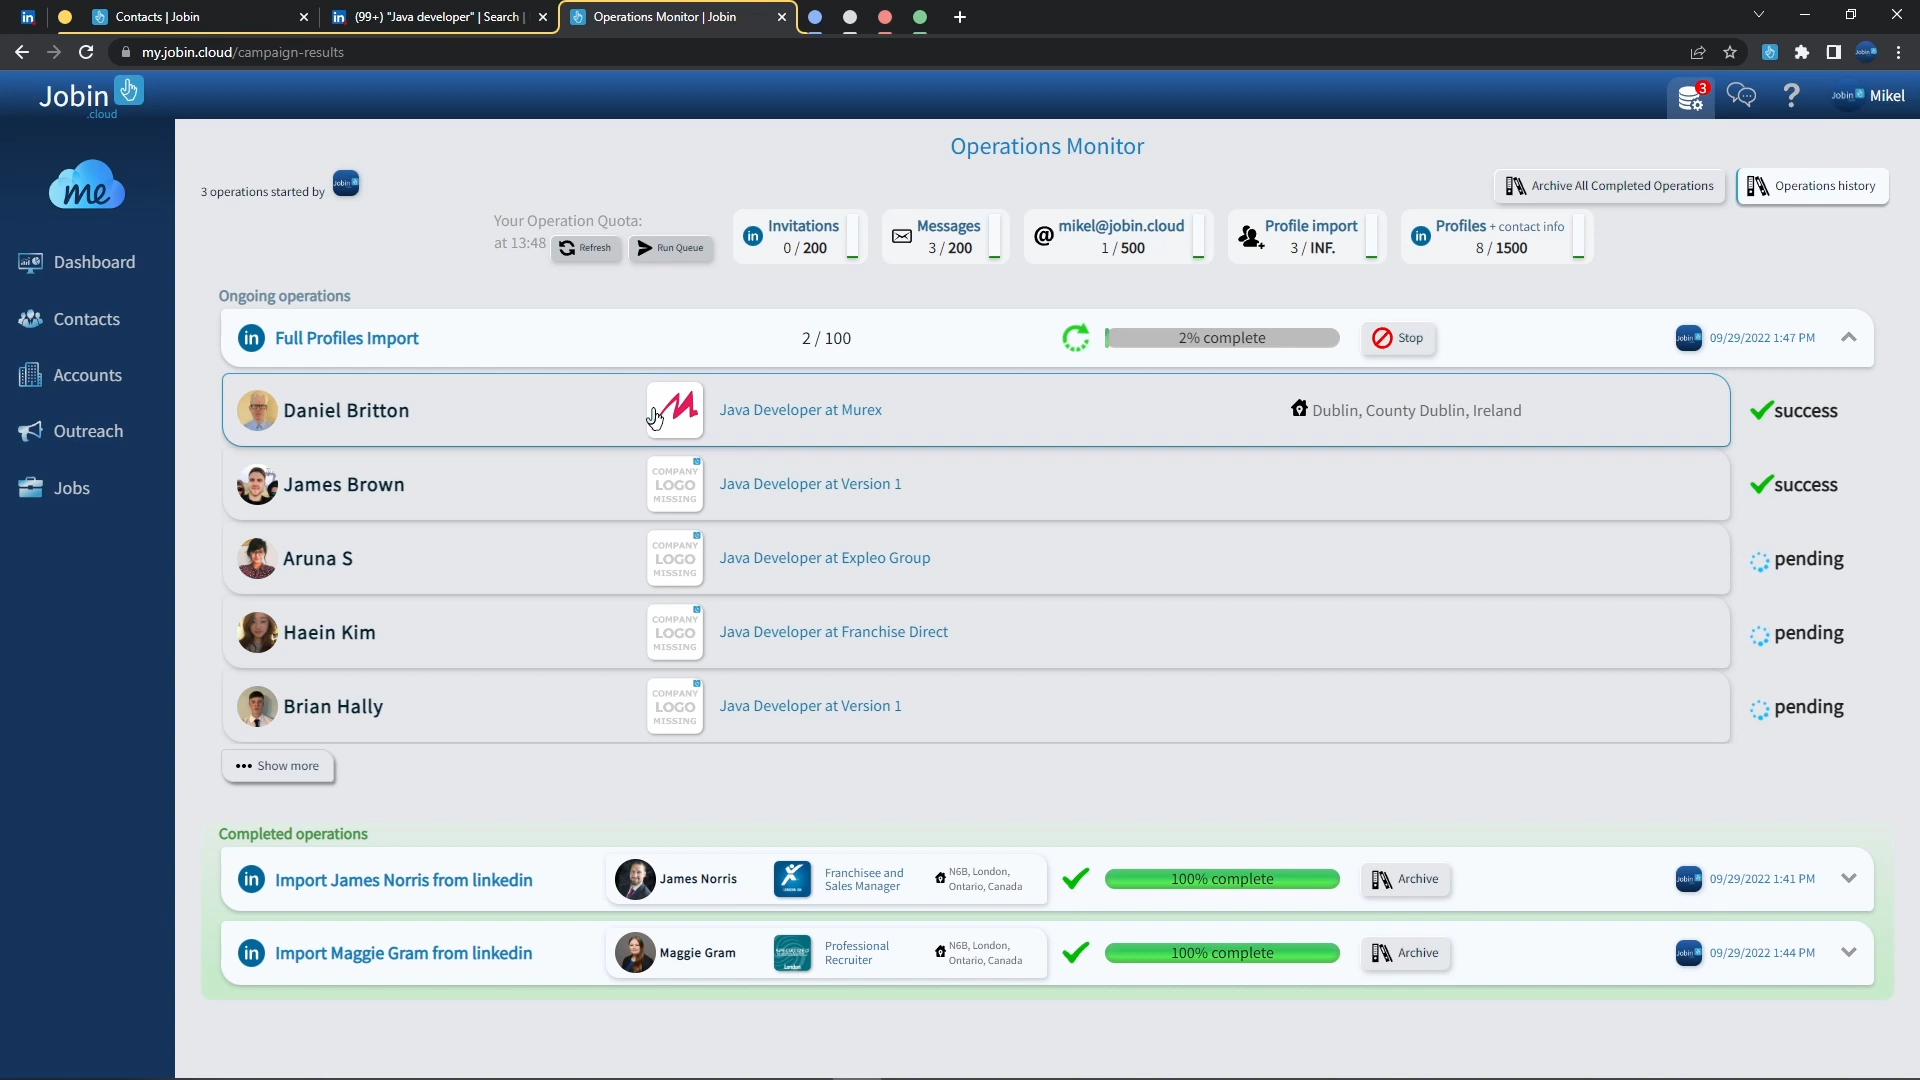 Contacts | Jobin
(99+) "Java developer" | Search |
Operations Monitor | Jobin
my.jobin.cloud/campaign-results
Jobin
.cloud
3
Jobin
Mikel
me
Dashboard
Contacts
Accounts
Outreach
Jobs
Operations Monitor
3 operations started by
Jobin
Archive All Completed Operations
Operations history
Your Operation Quota:
at 13:48
Refresh
Run Queue
Invitations
0 / 200
Messages
3 / 200
mikel@jobin.cloud
1 / 500
Profile import
3 / INF.
Profiles + contact info
8 / 1500
Ongoing operations
Full Profiles Import
2 / 100
2% complete
Stop
09/29/2022 1:47 PM
Daniel Britton
Java Developer at Murex
Dublin, County Dublin, Ireland
success
James Brown
COMPANY
LOGO
MISSING
Java Developer at Version 1
success
Aruna S
COMPANY
LOGO
MISSING
Java Developer at Expleo Group
pending
Haein Kim
COMPANY
LOGO
MISSING
Java Developer at Franchise Direct
pending
Brian Hally
COMPANY
LOGO
MISSING
Java Developer at Version 1
pending
Show more
Completed operations
Import James Norris from linkedin
James Norris
Franchisee and
Sales Manager
N6B, London,
Ontario, Canada
100% complete
Archive
09/29/2022 1:41 PM
Import Maggie Gram from linkedin
Maggie Gram
London
Professional
Recruiter
N6B, London,
Ontario, Canada
100% complete
Archive
09/29/2022 1:44 PM